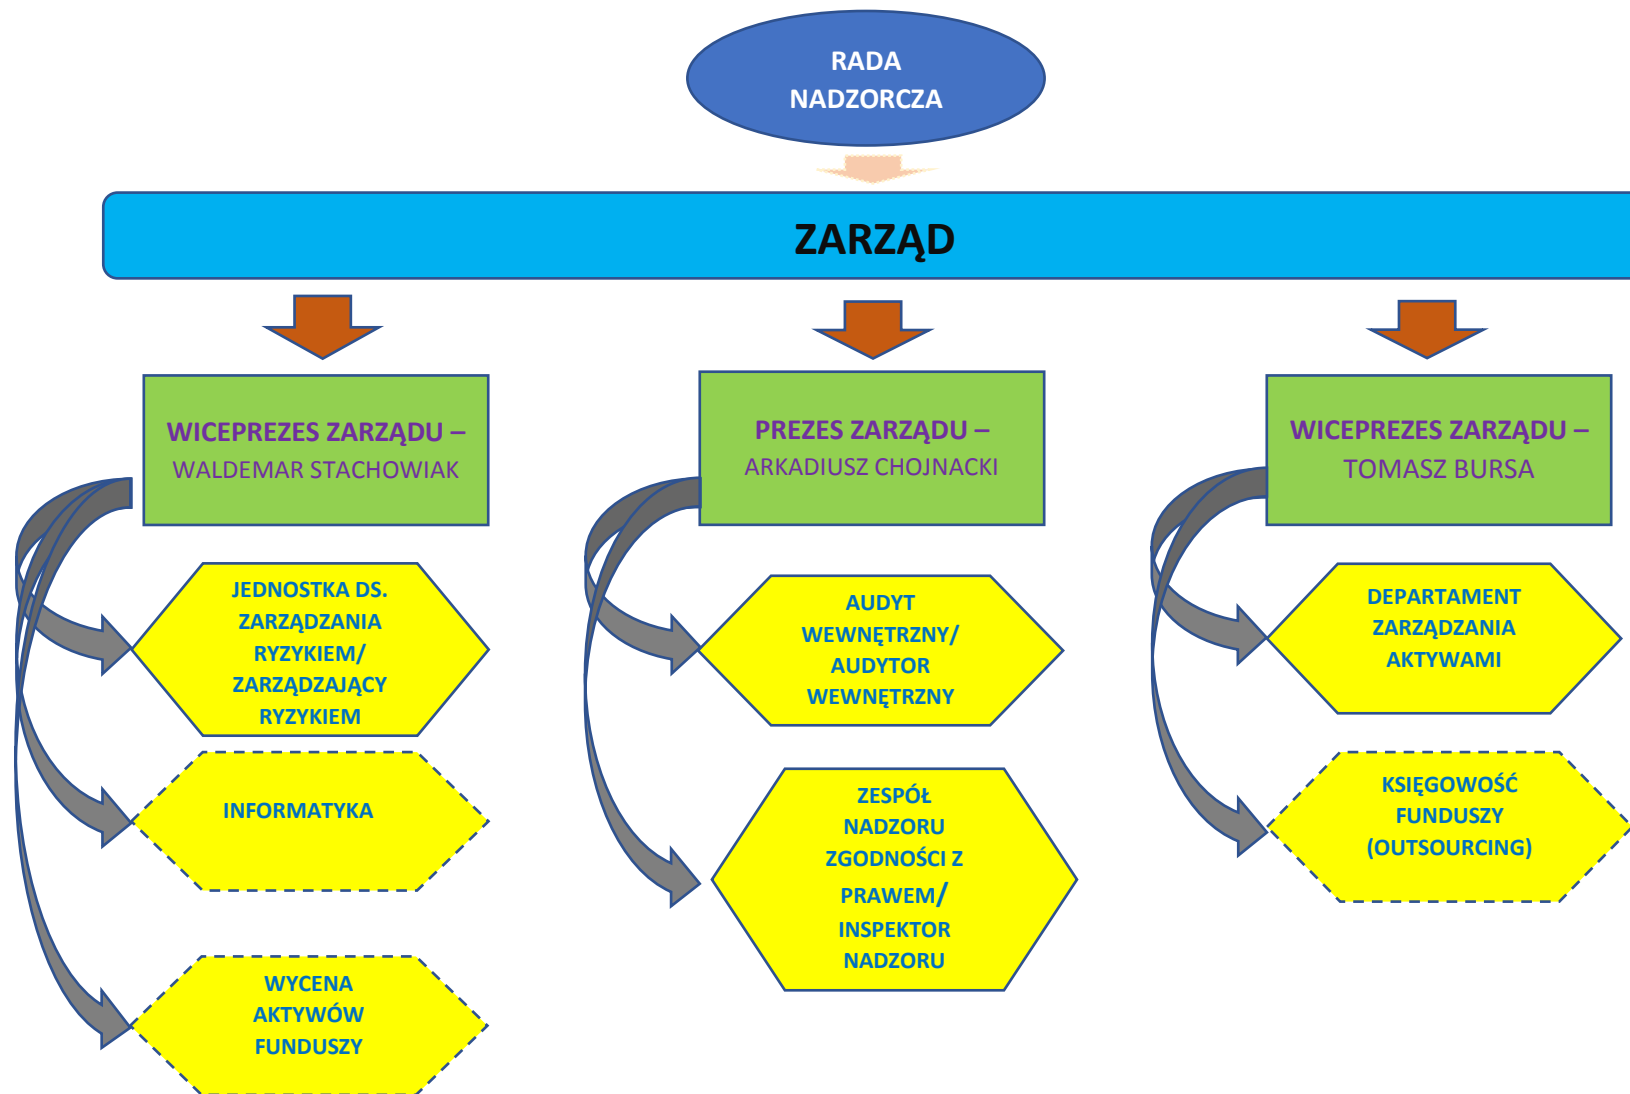 RADA
NADZORCZA
ZARZĄD
WICEPREZES ZARZĄDU –
WALDEMAR STACHOWIAK
PREZES ZARZĄDU –
ARKADIUSZ CHOJNACKI
WICEPREZES ZARZĄDU –
TOMASZ BURSA
JEDNOSTKA DS.
ZARZĄDZANIA
RYZYKIEM/
ZARZĄDZAJĄCY
RYZYKIEM
AUDYT
WEWNĘTRZNY/
AUDYTOR
WEWNĘTRZNY
DEPARTAMENT
ZARZĄDZANIA
AKTYWAMI
INFORMATYKA
ZESPÓŁ
NADZORU
ZGODNOŚCI Z
PRAWEM/
INSPEKTOR
NADZORU
KSIĘGOWOŚĆ
FUNDUSZY
(OUTSOURCING)
WYCENA
AKTYWÓW
FUNDUSZY